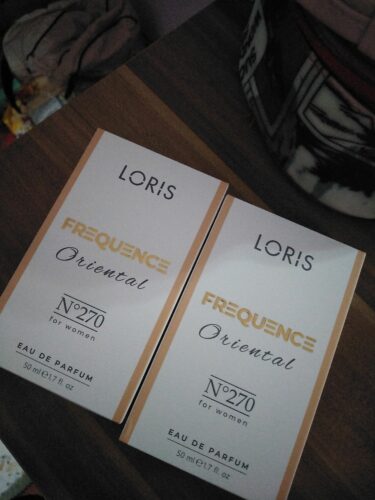 LORIS
FREQUENCE
Oriental
N°270
for women
EAU DE PARFUM
50 ml ℮ 1.7 fl. oz
LORIS
FREQUENCE
Oriental
N°270
for women
EAU DE PARFUM
50 ml ℮ 1.7 fl. oz